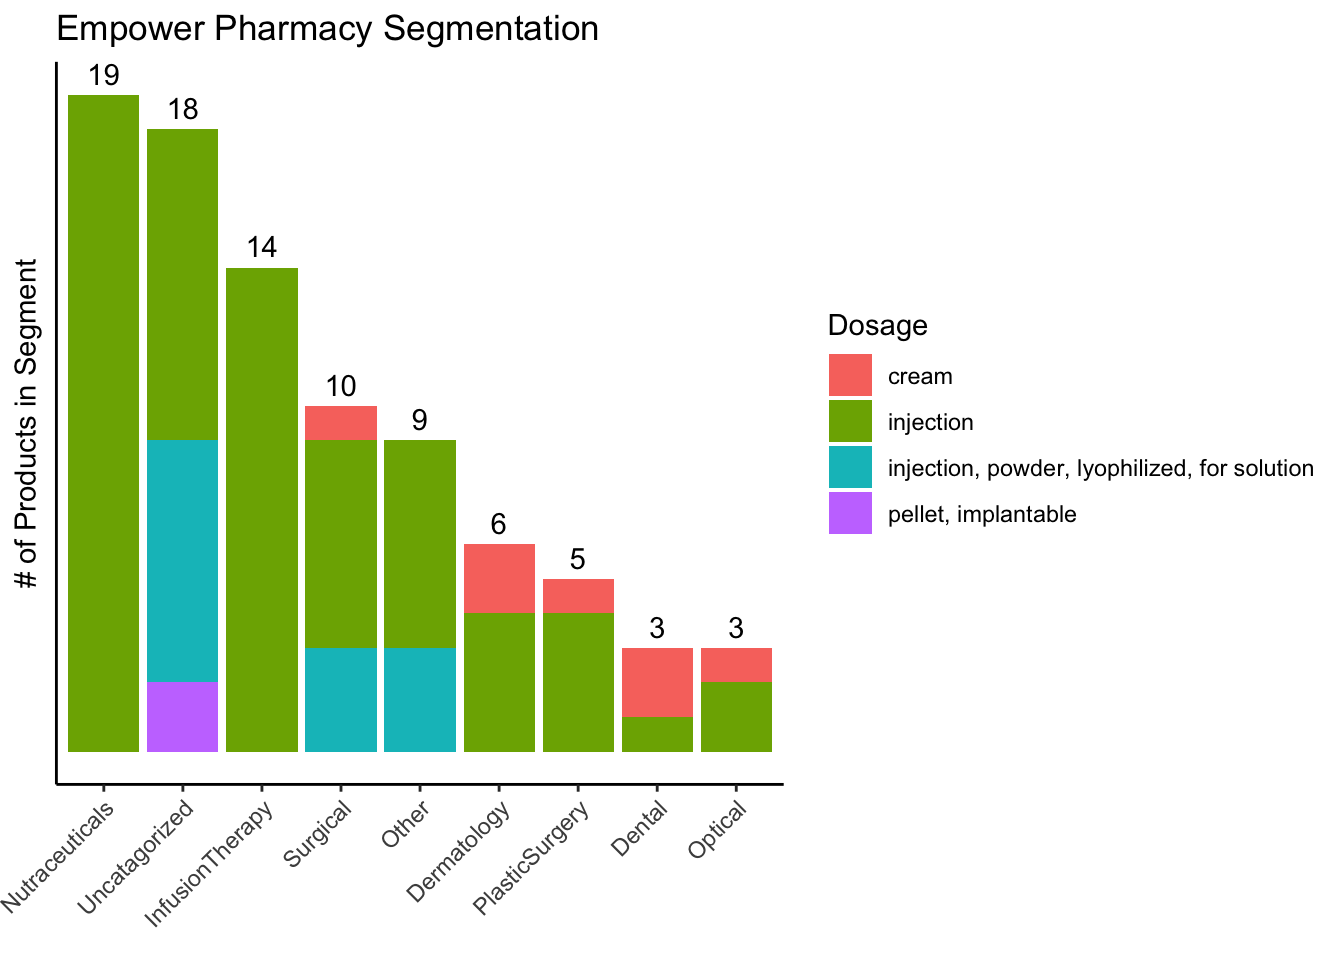 Empower Pharmacy Segmentation
19
18
14
10
9
6
5
3
3
# of Products in Segment
Nutraceuticals
Uncatagorized
InfusionTherapy
Surgical
Other
Dermatology
PlasticSurgery
Dental
Optical
Dosage
cream
injection
injection, powder, lyophilized, for solution
pellet, implantable